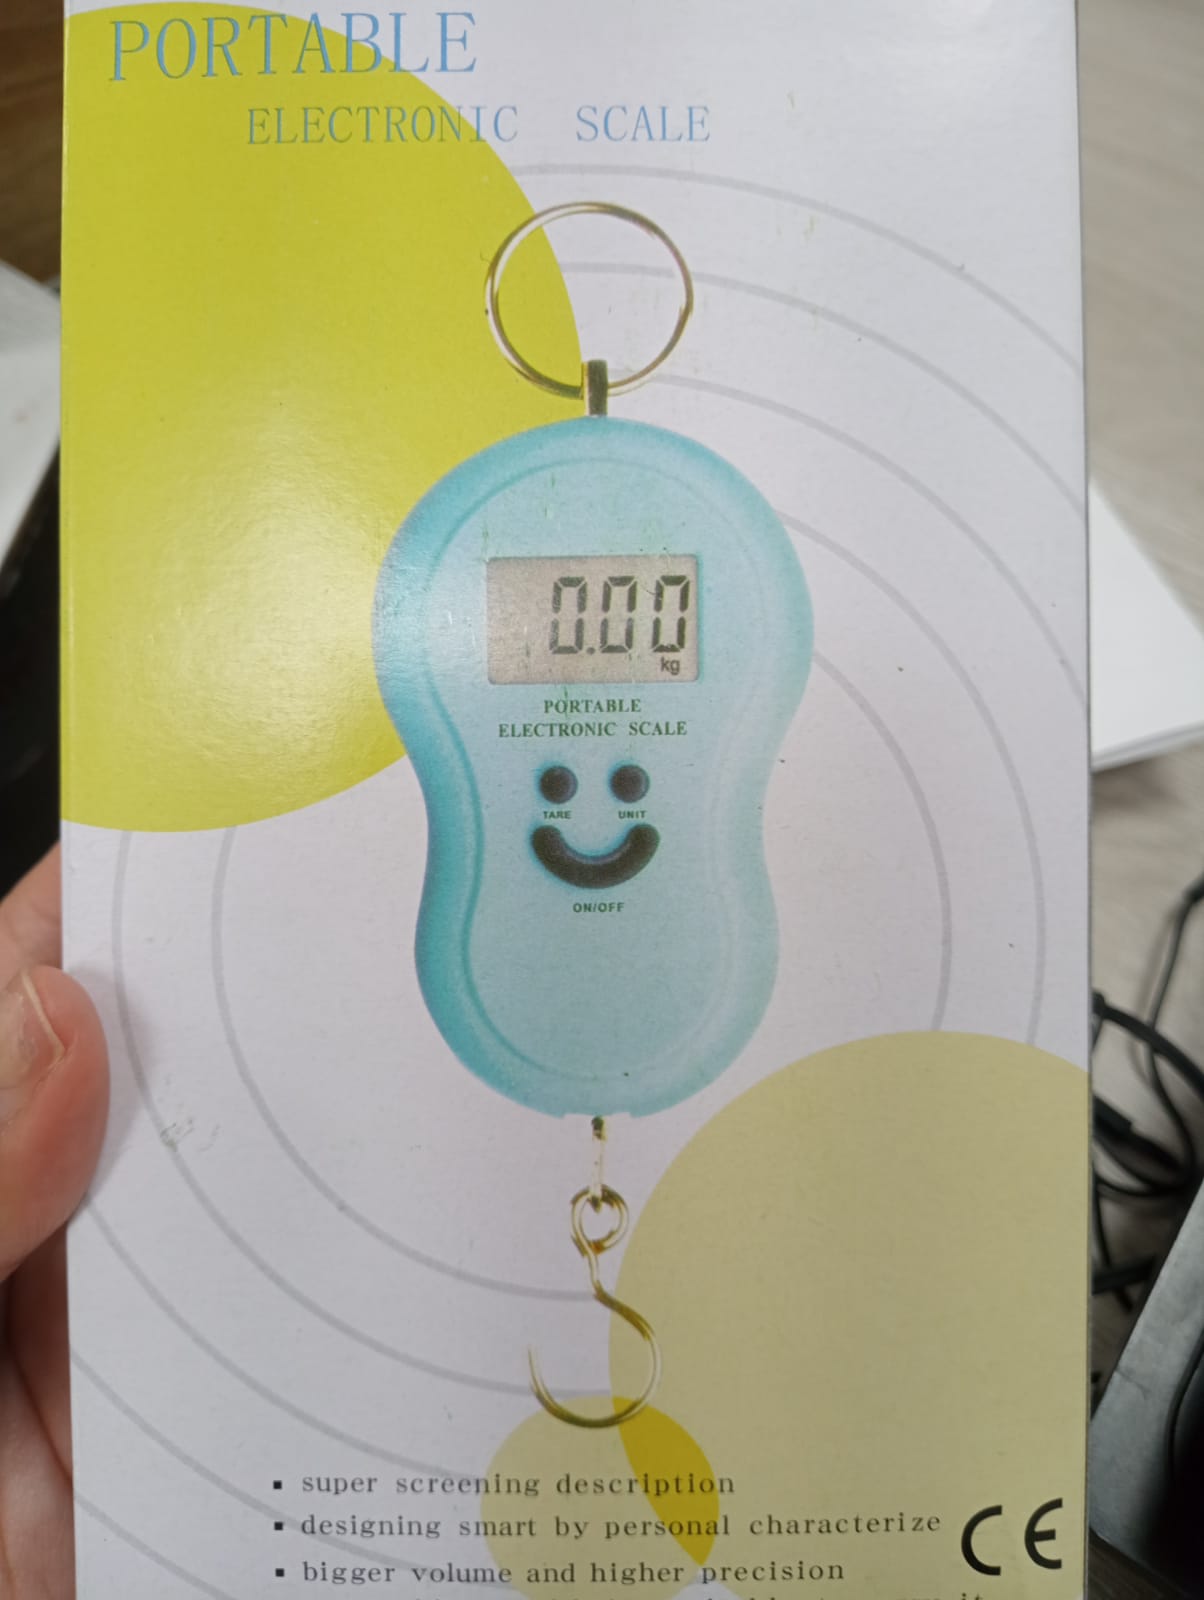 PORTABLE
ELECTRONIC SCALE
0.00
kg
PORTABLE
ELECTRONIC SCALE
TARE UNIT
ON/OFF
▪ super screening description
▪ designing smart by personal characterize
▪ bigger volume and higher precision
CE